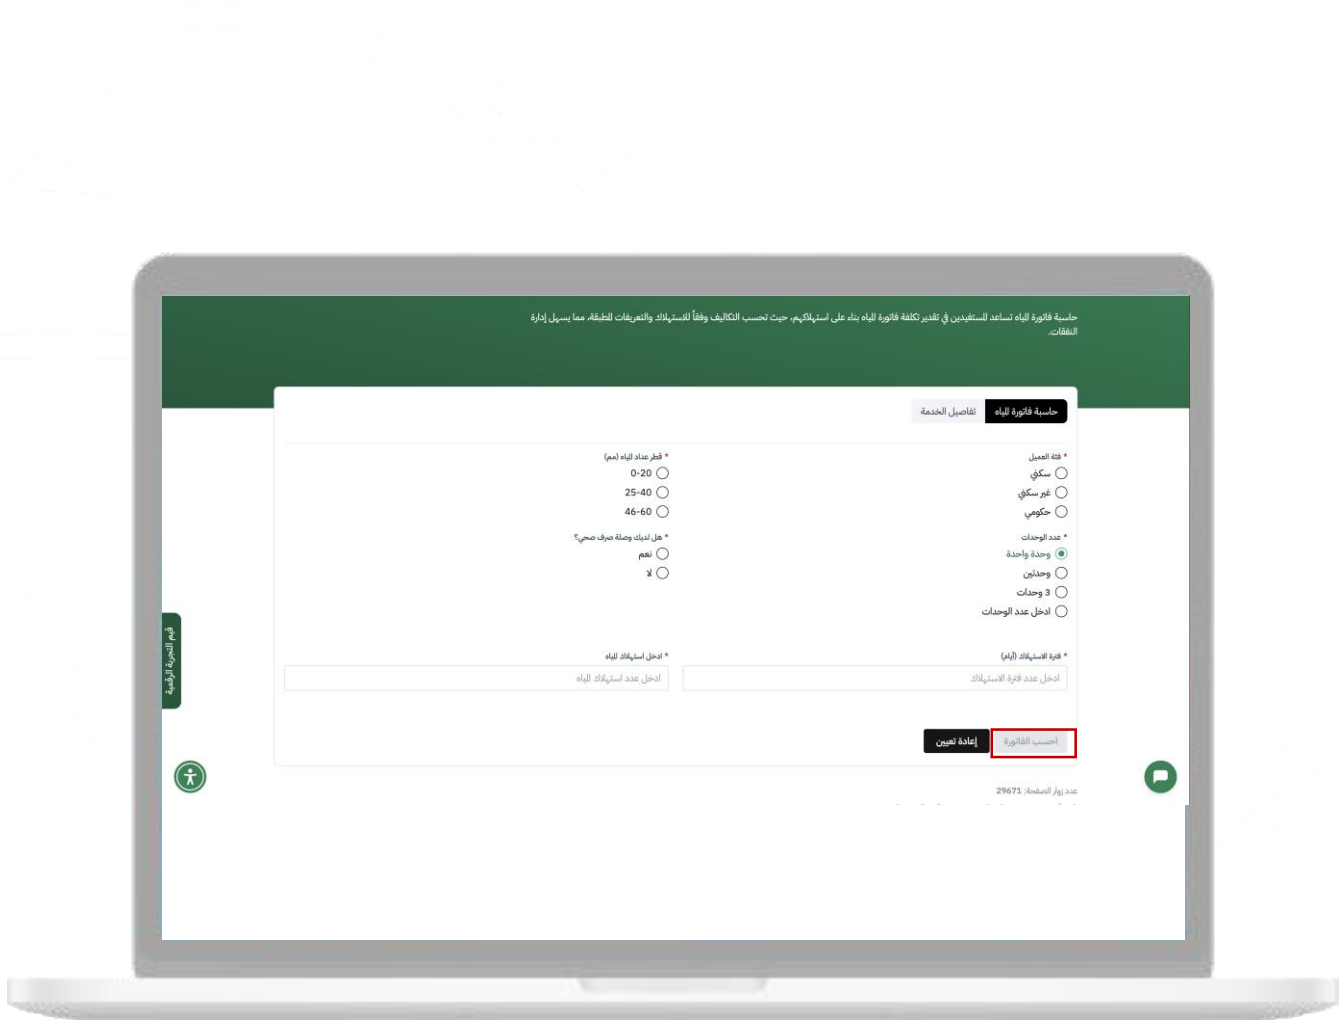 حاسبة فاتورة المياه تساعد المستفيدين في تقدير تكلفة فاتورة المياه بناء على استهلاكهم، حيث تحسب التكاليف وفقاً للاستهلاك والتعريفات المطبقة، مما يسهل إدارة
النفقات.
حاسبة فاتورة المياه
تفاصيل الخدمة
* فئة العميل
سكني
غير سكني
حكومي
* قطر عداد المياه (مم)
0-20
25-40
46-60
* عدد الوحدات
وحدة واحدة
وحدتين
3 وحدات
ادخل عدد الوحدات
* هل لديك وصلة صرف صحي؟
نعم
لا
* فترة الاستهلاك (أيام)
ادخل عدد فترة الاستهلاك
* ادخل استهلاك المياه
ادخل عدد استهلاك المياه
احسب الفاتورة
إعادة تعيين
قيم التجربة الرقمية
عدد زوار الصفحة: 29671